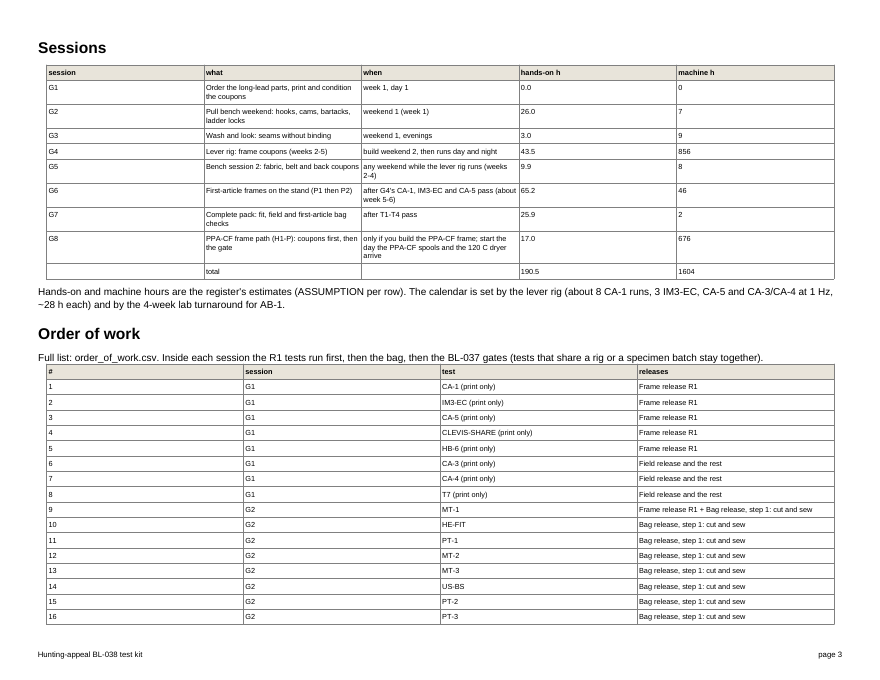 Sessions
session what when hands-on h machine h
G1 Order the long-lead parts, print and condition the coupons week 1, day 1 0.0 0
G2 Pull bench weekend: hooks, cams, bartacks, ladder locks weekend 1 (week 1) 26.0 7
G3 Wash and look: seams without binding weekend 1, evenings 3.0 9
G4 Lever rig: frame coupons (weeks 2-5) build weekend 2, then runs day and night 43.5 856
G5 Bench session 2: fabric, belt and back coupons any weekend while the lever rig runs (weeks 2-4) 9.9 8
G6 First-article frames on the stand (P1 then P2) after G4's CA-1, IM3-EC and CA-5 pass (about week 5-6) 65.2 46
G7 Complete pack: fit, field and first-article bag checks after T1-T4 pass 25.9 2
G8 PPA-CF frame path (H1-P): coupons first, then the gate only if you build the PPA-CF frame; start the day the PPA-CF spools and the 120 C dryer arrive 17.0 676
total 190.5 1604
Hands-on and machine hours are the register's estimates (ASSUMPTION per row). The calendar is set by the lever rig (about 8 CA-1 runs, 3 IM3-EC, CA-5 and CA-3/CA-4 at 1 Hz,
~28 h each) and by the 4-week lab turnaround for AB-1.
Order of work
Full list: order_of_work.csv. Inside each session the R1 tests run first, then the bag, then the BL-037 gates (tests that share a rig or a specimen batch stay together).
# session test releases
1 G1 CA-1 (print only) Frame release R1
2 G1 IM3-EC (print only) Frame release R1
3 G1 CA-5 (print only) Frame release R1
4 G1 CLEVIS-SHARE (print only) Frame release R1
5 G1 HB-6 (print only) Frame release R1
6 G1 CA-3 (print only) Field release and the rest
7 G1 CA-4 (print only) Field release and the rest
8 G1 T7 (print only) Field release and the rest
9 G2 MT-1 Frame release R1 + Bag release, step 1: cut and sew
10 G2 HE-FIT Bag release, step 1: cut and sew
11 G2 PT-1 Bag release, step 1: cut and sew
12 G2 MT-2 Bag release, step 1: cut and sew
13 G2 MT-3 Bag release, step 1: cut and sew
14 G2 US-BS Bag release, step 1: cut and sew
15 G2 PT-2 Bag release, step 1: cut and sew
16 G2 PT-3 Bag release, step 1: cut and sew
Hunting-appeal BL-038 test kit page 3